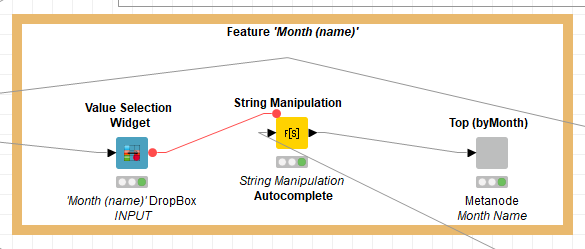 Feature 'Month (name)'
Value Selection
Widget
String Manipulation
Top (byMonth)
F[S]
'Month (name)' DropBox
INPUT
String Manipulation
Autocomplete
Metanode
Month Name